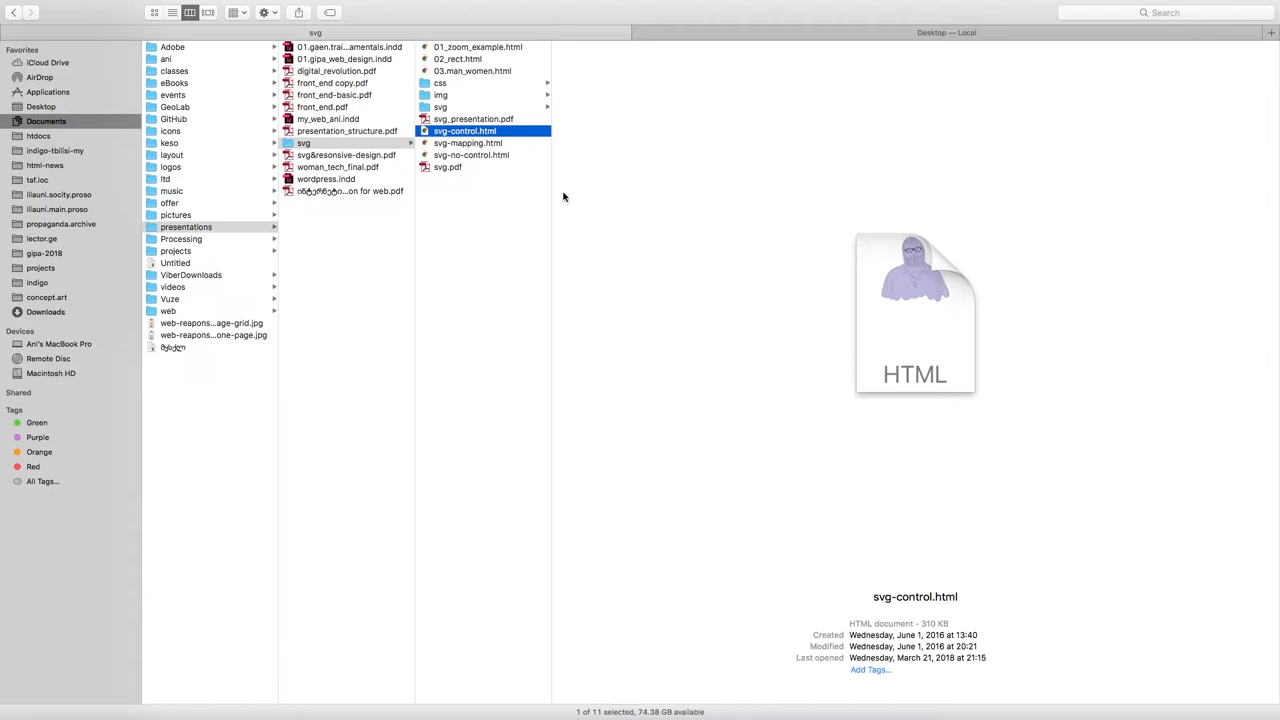 Search
svg
Desktop — Local
Favorites
iCloud Drive
AirDrop
Applications
Desktop
Documents
htdocs
indigo-tbilisi-my
html-news
taf.loc
iliauni.socity.proso
iliauni.main.proso
propaganda.archive
lector.ge
gipa-2018
projects
indigo
concept.art
Downloads
Devices
Ani's MacBook Pro
Remote Disc
Macintosh HD
Shared
Tags
Green
Purple
Orange
Red
All Tags...
Adobe
ani
classes
eBooks
events
GeoLab
GitHub
icons
keso
layout
logos
ltd
music
offer
pictures
presentations
Processing
projects
Untitled
ViberDownloads
videos
Vuze
web
web-reapons...age-grid.jpg
web-reapons...one-page.jpg
01.gaen.trai...amentals.indd
01.gipa_web_design.indd
digital_revolution.pdf
front_end copy.pdf
front_end-basic.pdf
front_end.pdf
my_web_ani.indd
presentation_structure.pdf
svg
svg&resonsive-design.pdf
woman_tech_final.pdf
wordpress.indd
ინტერნეტი...on for web.pdf
01_zoom_example.html
02_rect.html
03.man_women.html
css
img
svg
svg_presentation.pdf
svg-control.html
svg-mapping.html
svg-no-control.html
svg.pdf
HTML
svg-control.html
HTML document - 310 KB
Created Wednesday, June 1, 2016 at 13:40
Modified Wednesday, June 1, 2016 at 20:21
Last opened Wednesday, March 21, 2018 at 21:15
Add Tags...
1 of 11 selected, 74.38 GB available